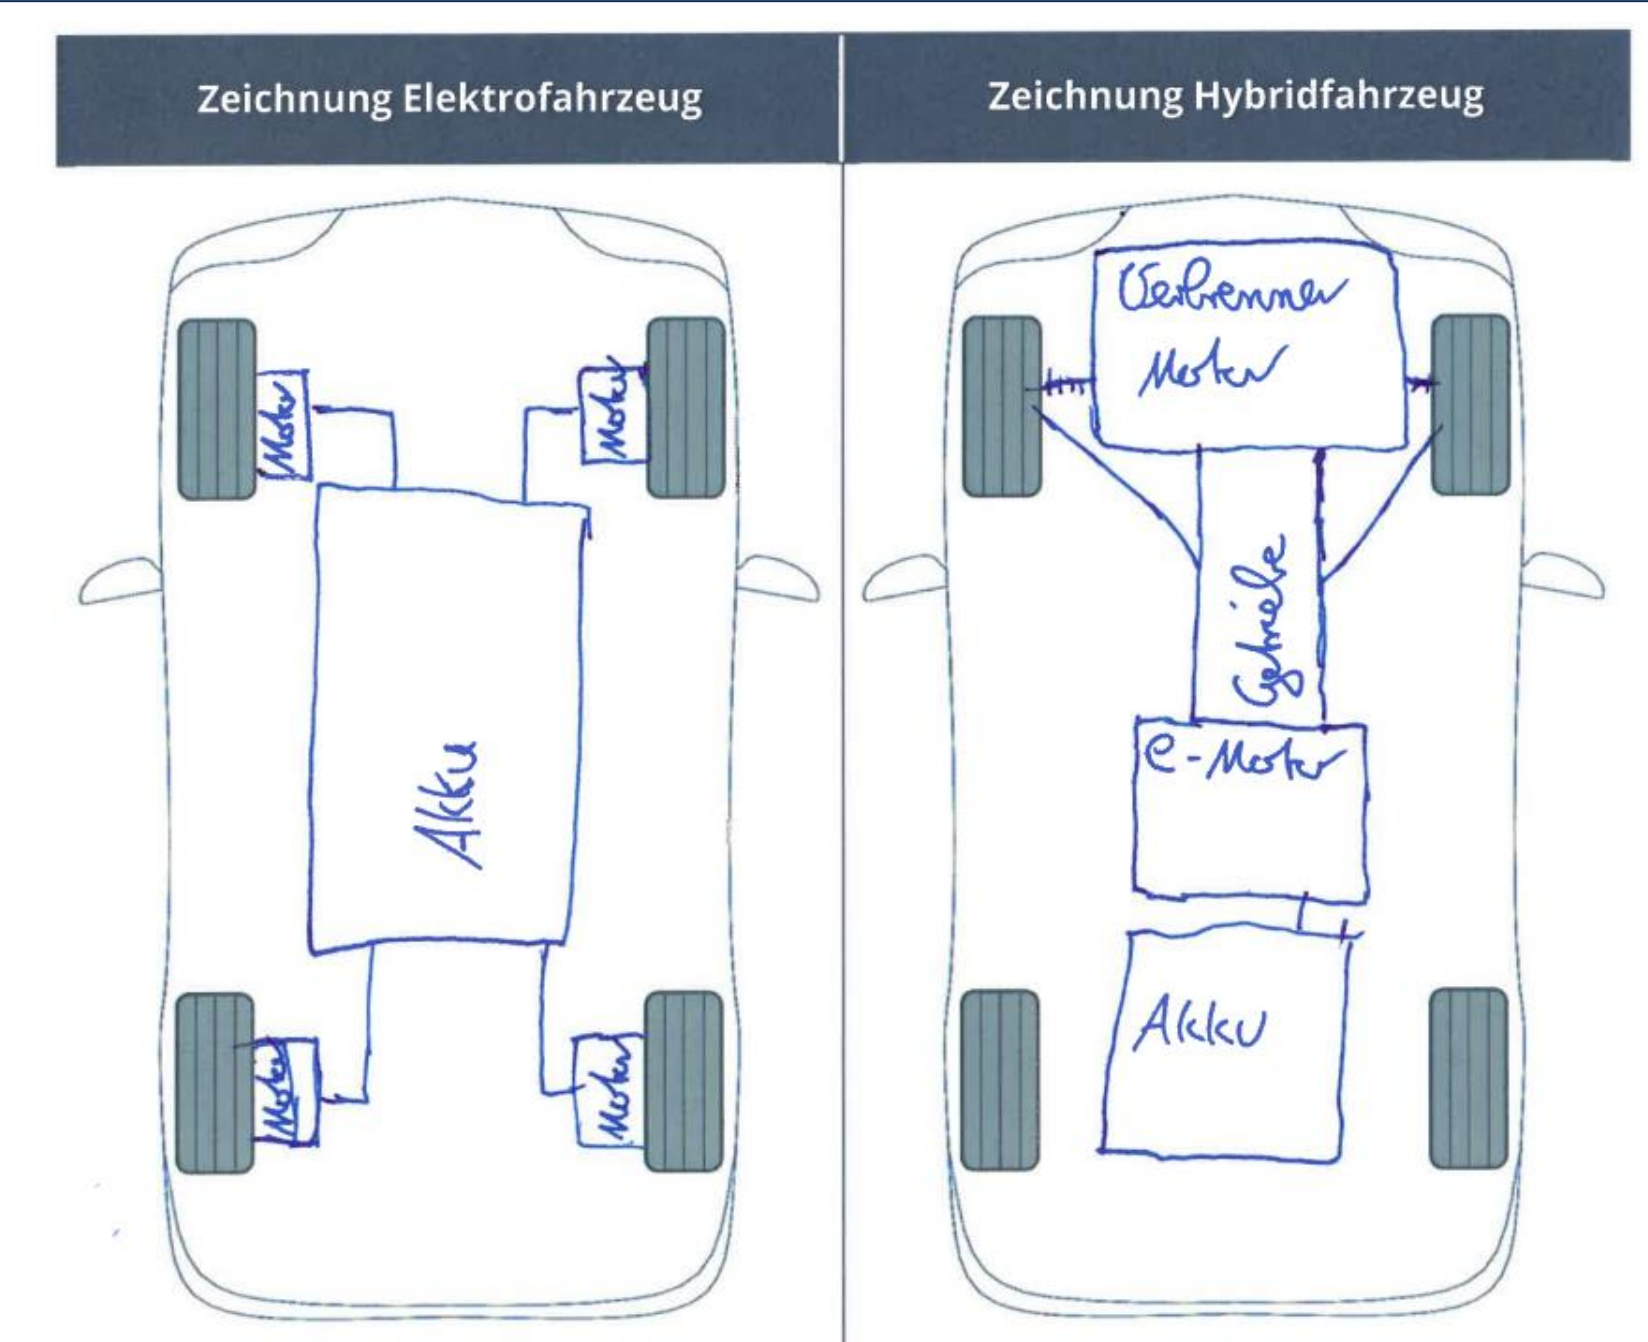 Zeichnung Elektrofahrzeug
Zeichnung Hybridfahrzeug
Motor
Motor
Akku
Motor
Motor
Verbrenner
Motor
Getriebe
e-Motor
Akku